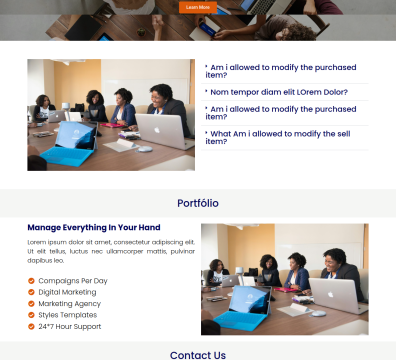 Learn More
Am i allowed to modify the purchased
item?
Nom tempor diam elit LOrem Dolor?
Am i allowed to modify the purchased
item?
What Am i allowed to modify the sell
item?
Portfólio
Manage Everything In Your Hand
Lorem ipsum dolor sit amet, consectetur adipiscing elit.
Ut elit tellus, luctus nec ullamcorper mattis, pulvinar
dapibus leo.
Campaigns Per Day
Digital Marketing
Marketing Agency
Styles Templates
24*7 Hour Support
Contact Us